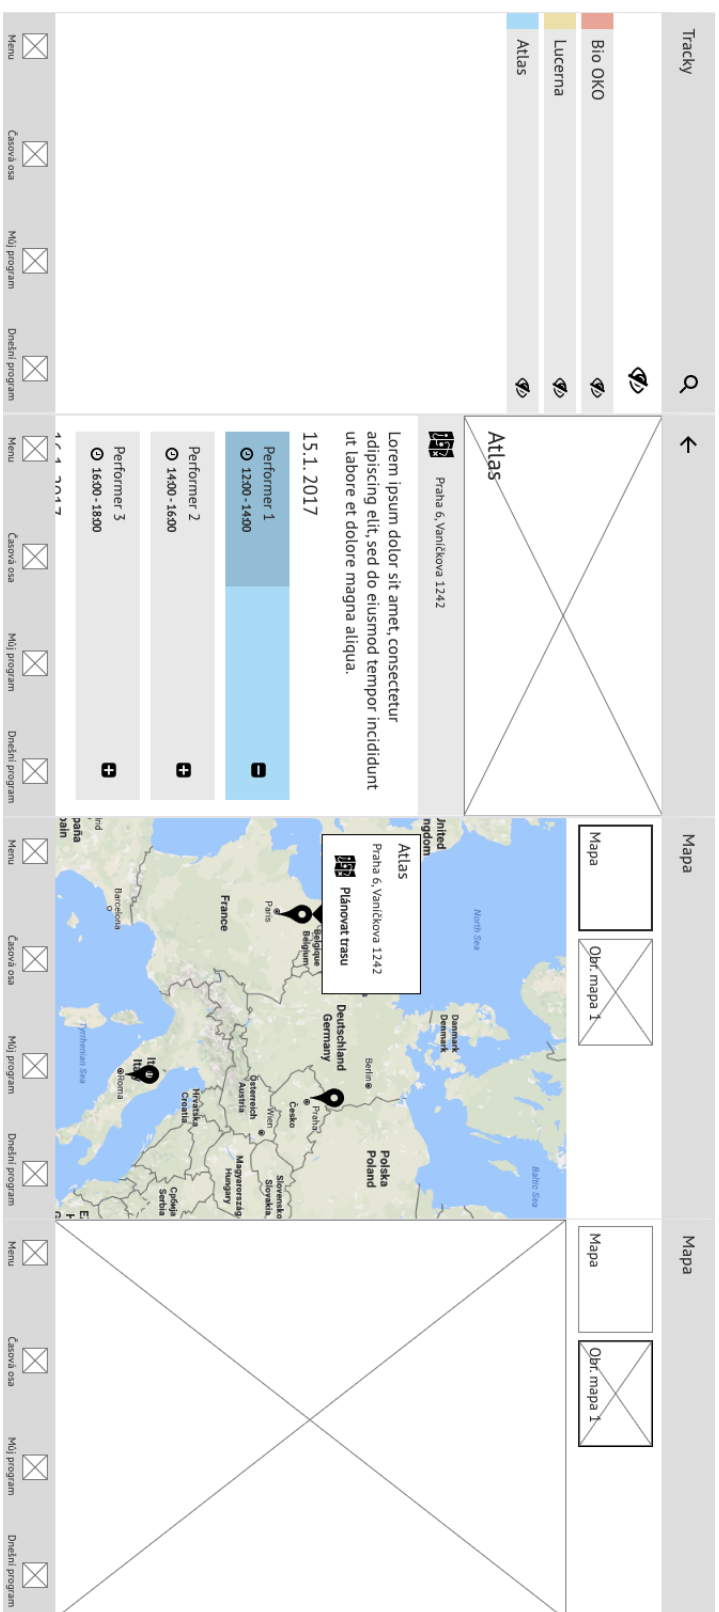 Tracky
Bio OKO
Lucerna
Atlas
Menu
Časová osa
Můj program
Dnešní program
Atlas
Praha 6, Vaníčkova 1242
Lorem ipsum dolor sit amet, consectetur
adipiscing elit, sed do eiusmod tempor incididunt
ut labore et dolore magna aliqua.
15.1. 2017
Performer 1
12:00 - 14:00
Performer 2
14:00 - 16:00
Performer 3
16:00 - 18:00
16.1. 2017
Menu
Časová osa
Můj program
Dnešní program
Mapa
Mapa
Obr. mapa 1
North Sea
Baltic Sea
Danmark
Denmark
Atlas
Praha 6, Vaníčkova 1242
Plánovat trasu
Berlin
Polska
Poland
Deutschland
Germany
Belgique
Belgium
Praha
Česko
Paris
France
Wien
Slovensko
Slovakia
Österreich
Austria
Magyarország
Hungary
Hrvatska
Croatia
Србија
Serbia
Roma
Barcelona
Tyrrhenian Sea
Menu
Časová osa
Můj program
Dnešní program
Mapa
Mapa
Obr. mapa 1
Menu
Časová osa
Můj program
Dnešní program